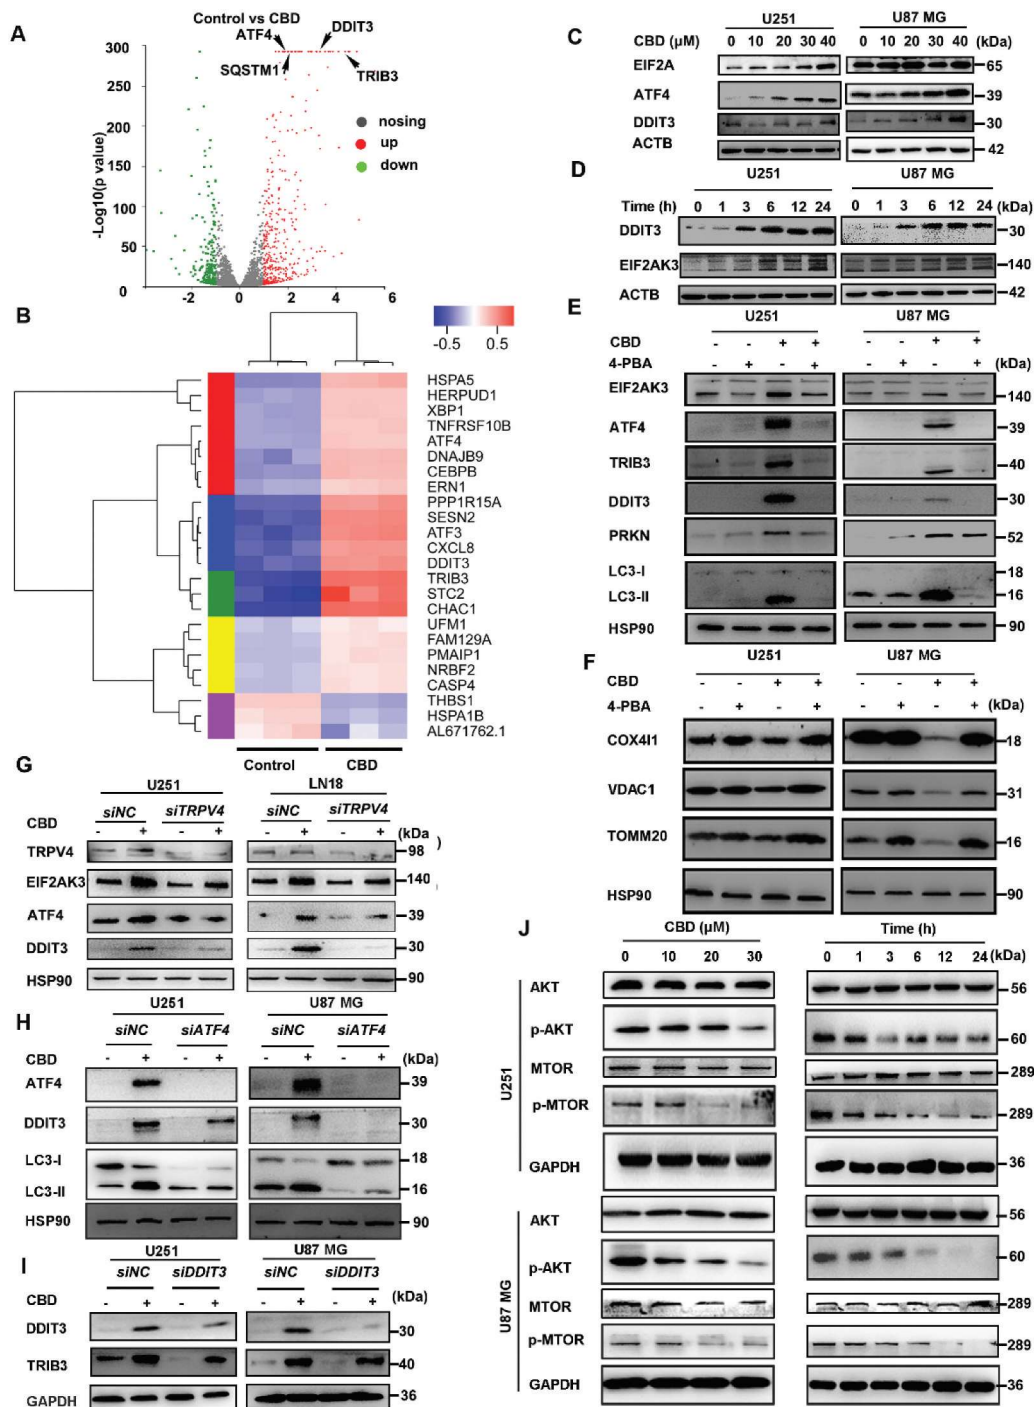 A
Control vs CBD
ATF4
DDIT3
SQSTM1
TRIB3
-Log10(p value)
300
250
200
150
100
50
0
-2 0 2 4 6
nosing
up
down
B
-0.5 0.5
HSPA5
HERPUD1
XBP1
TNFRSF10B
ATF4
DNAJB9
CEBPB
ERN1
PPP1R15A
SESN2
ATF3
CXCL8
DDIT3
TRIB3
STC2
CHAC1
UFM1
FAM129A
PMAIP1
NRBF2
CASP4
THBS1
HSPA1B
AL671762.1
Control CBD
C
U251 U87 MG
CBD (µM) 0 10 20 30 40 0 10 20 30 40 (kDa)
EIF2A 65
ATF4 39
DDIT3 30
ACTB 42
D
U251 U87 MG
Time (h) 0 1 3 6 12 24 0 1 3 6 12 24 (kDa)
DDIT3 30
EIF2AK3 140
ACTB 42
E
U251 U87 MG
CBD - - + + - - + +
4-PBA - + - + - + - + (kDa)
EIF2AK3 140
ATF4 39
TRIB3 40
DDIT3 30
PRKN 52
LC3-I 18
LC3-II 16
HSP90 90
F
U251 U87 MG
CBD - - + + - - + +
4-PBA - + - + - + - + (kDa)
COX4I1 18
VDAC1 31
TOMM20 16
HSP90 90
G
U251 LN18
siNC siTRPV4 siNC siTRPV4
CBD - + - + - + - + (kDa
)
TRPV4 98
EIF2AK3 140
ATF4 39
DDIT3 30
HSP90 90
H
U251 U87 MG
siNC siATF4 siNC siATF4
CBD - + - + - + - + (kDa)
ATF4 39
DDIT3 30
LC3-I 18
LC3-II 16
HSP90 90
I
U251 U87 MG
siNC siDDIT3 siNC siDDIT3
CBD - + - + - + - + (kDa)
DDIT3 30
TRIB3 40
GAPDH 36
J
CBD (µM) Time (h)
0 10 20 30 0 1 3 6 12 24 (kDa)
U251
AKT 56
p-AKT 60
MTOR 289
p-MTOR 289
GAPDH 36
U87 MG
AKT 56
p-AKT 60
MTOR 289
p-MTOR 289
GAPDH 36